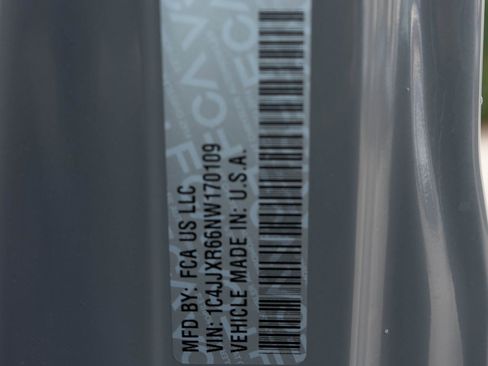 MFD BY: FCA US LLC
VIN: 1C4JJXR66NW170109
VEHICLE MADE IN: U.S.A.